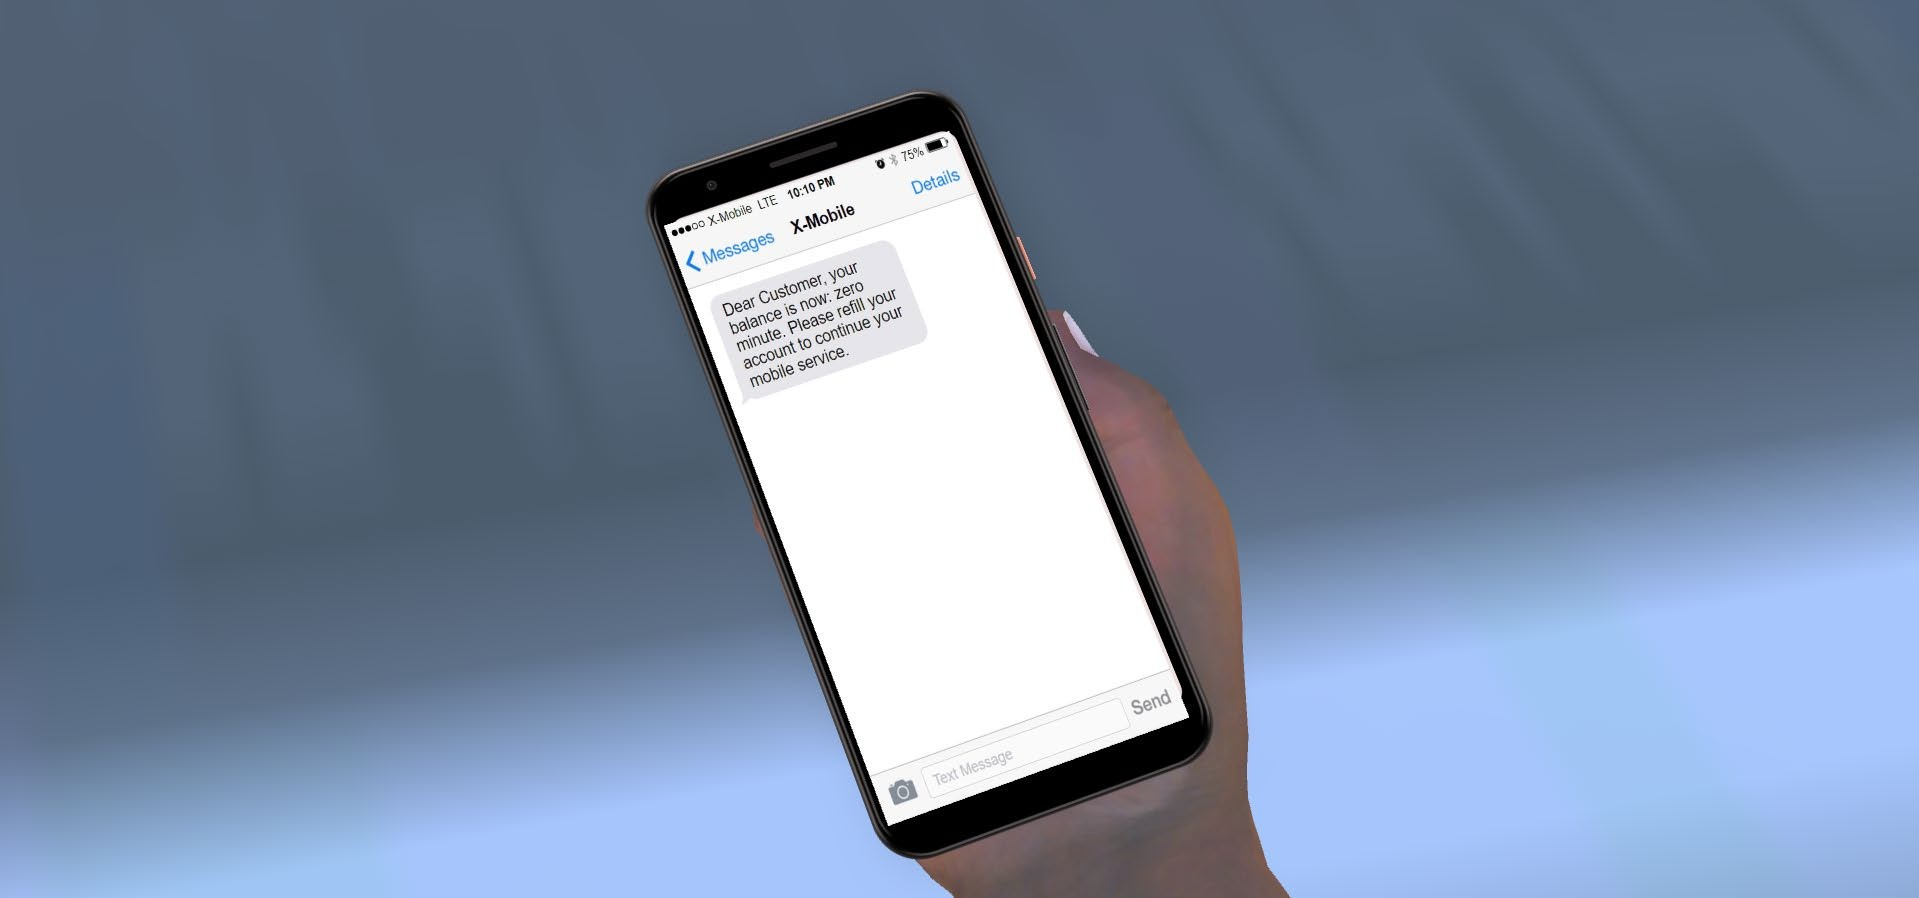 X-Mobile LTE 10:10 PM 75%
Messages X-Mobile Details
Dear Customer, your
balance is now: zero
minute. Please refill your
account to continue your
mobile service.
Text Message Send